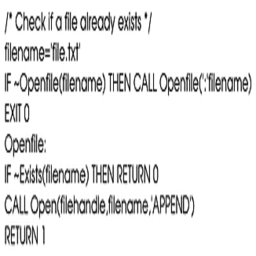 /* Check if a file already exists */
filename='file.txt'
IF ~Openfile(filename) THEN CALL Openfile(':'filename)
EXIT 0
Openfile:
IF ~Exists(filename) THEN RETURN 0
CALL Open(filehandle,filename,'APPEND')
RETURN 1